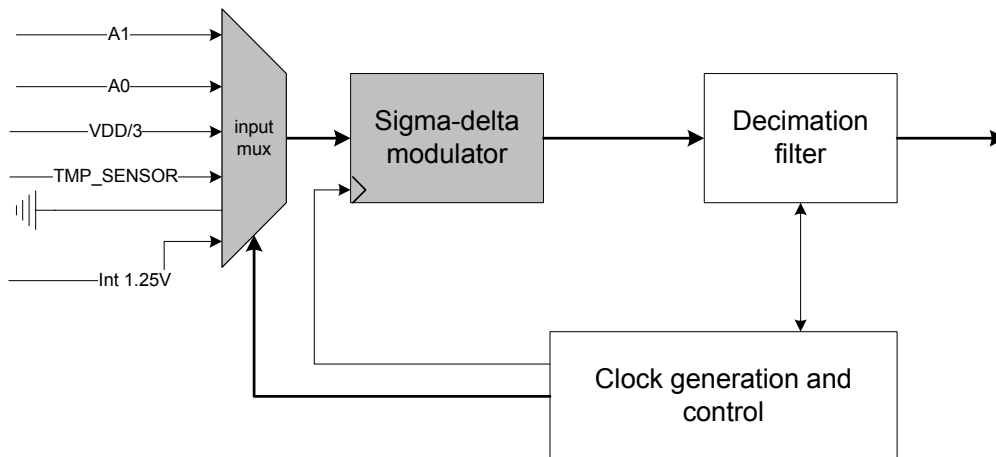 A1
A0
VDD/3
TMP_SENSOR
Int 1.25V
input
mux
Sigma-delta
modulator
Decimation
filter
Clock generation and
control